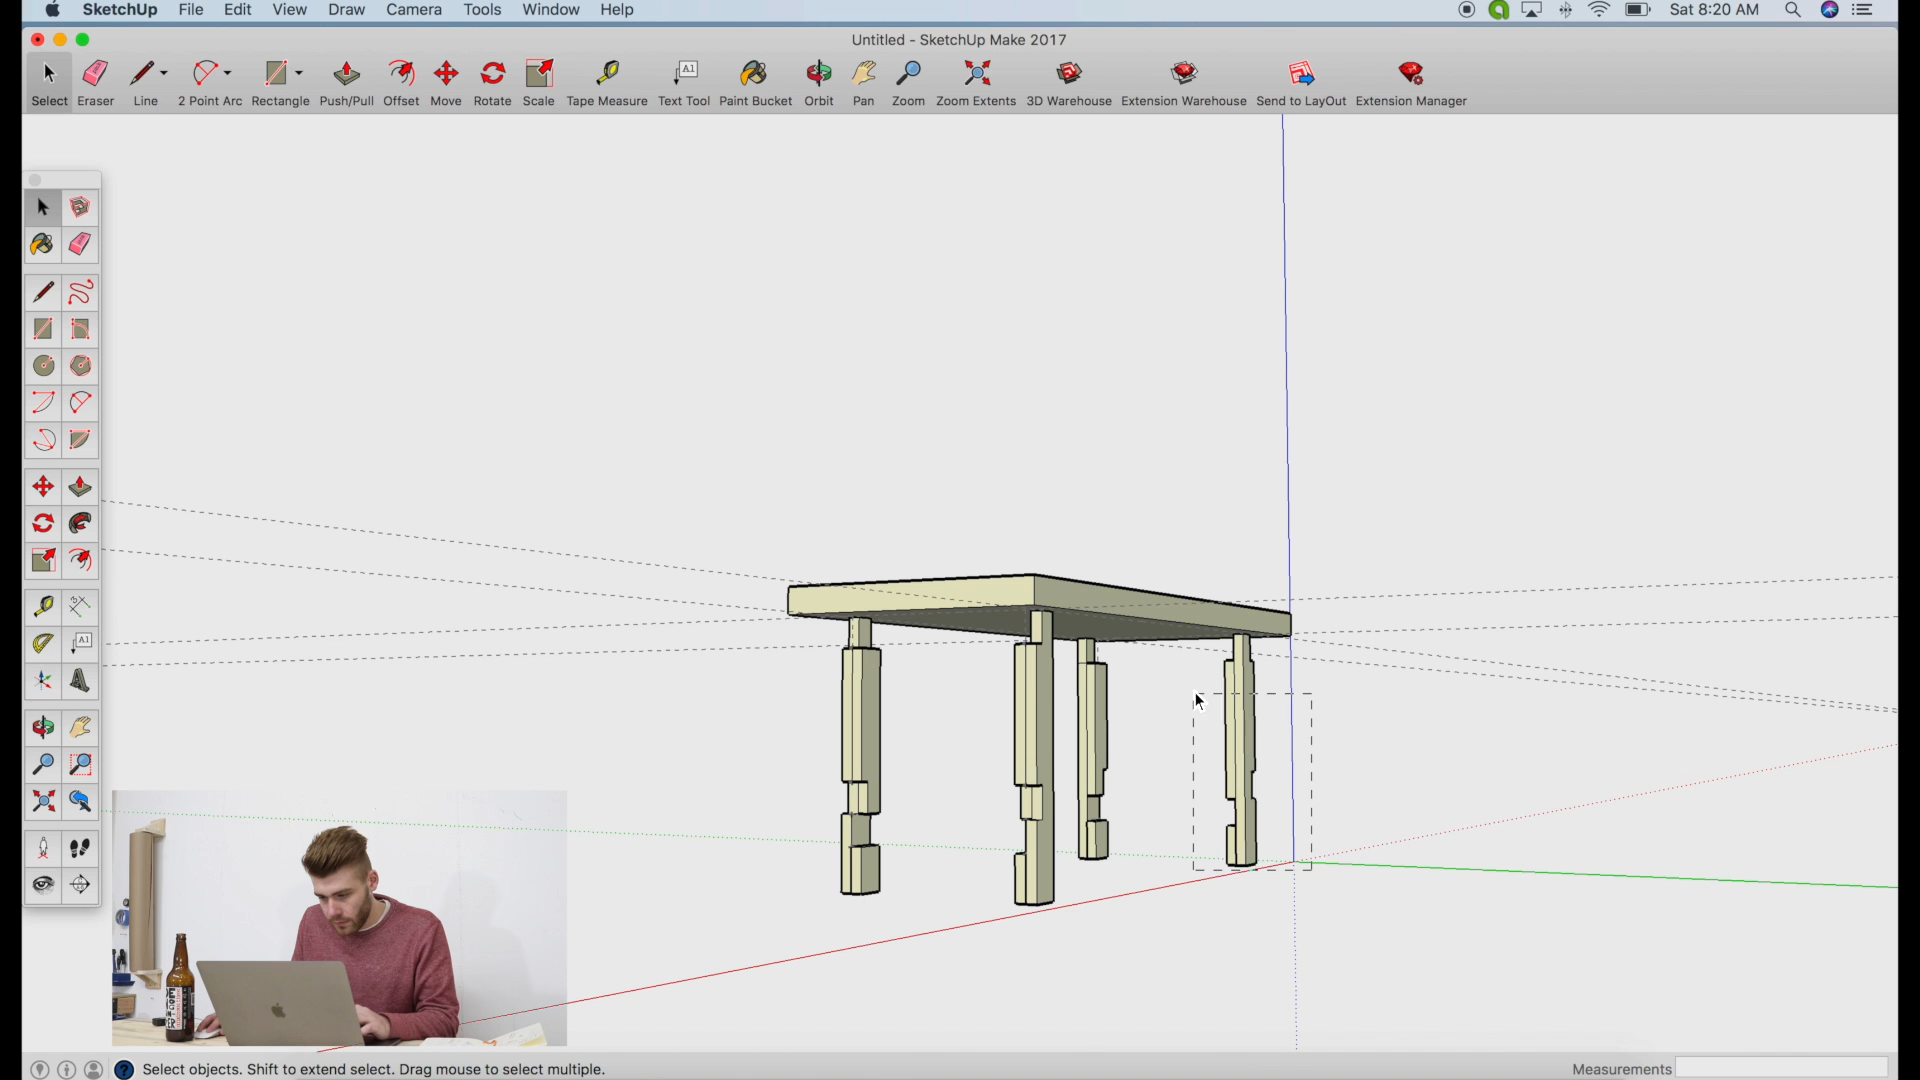 SketchUp File Edit View Draw Camera Tools Window Help Sat 8:20 AM
Untitled - SketchUp Make 2017
A1
Select Eraser Line 2 Point Arc Rectangle Push/Pull Offset Move Rotate Scale Tape Measure Text Tool Paint Bucket Orbit Pan Zoom Zoom Extents 3D Warehouse Extension Warehouse Send to LayOut Extension Manager
A1
Select objects. Shift to extend select. Drag mouse to select multiple. Measurements